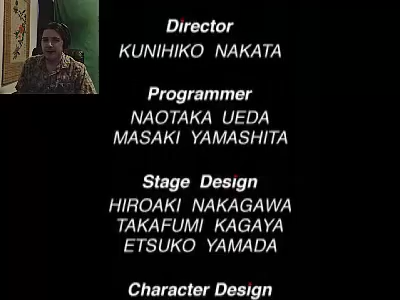 Director
KUNIHIKO NAKATA
Programmer
NAOTAKA UEDA
MASAKI YAMASHITA
Stage Design
HIROAKI NAKAGAWA
TAKAFUMI KAGAYA
ETSUKO YAMADA
Character Design